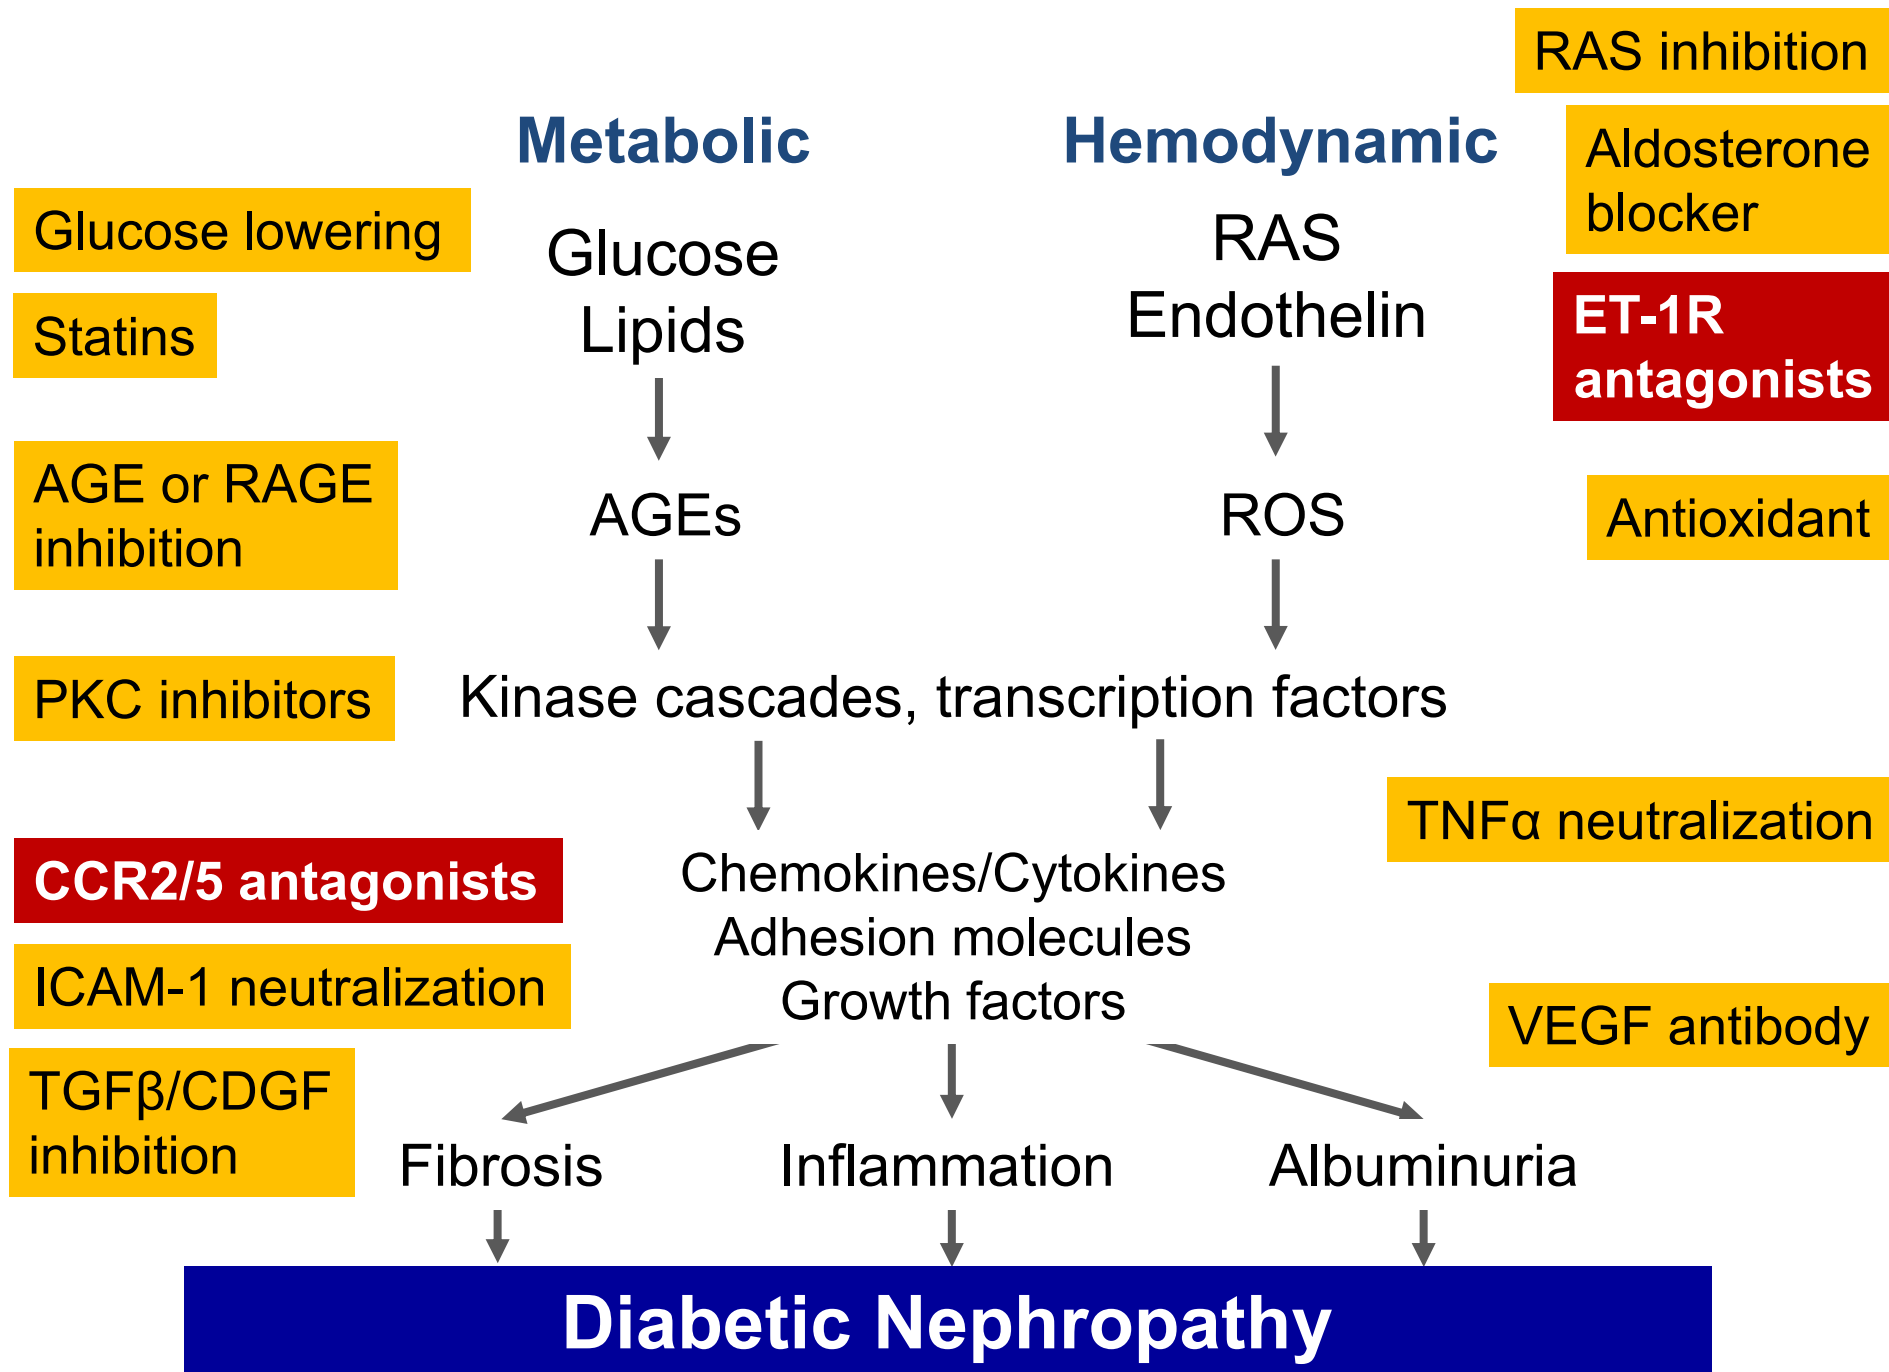 RAS inhibition
Metabolic
Hemodynamic
Aldosterone
blocker
Glucose lowering
Glucose
Lipids
RAS
Endothelin
Statins
ET-1R
antagonists
AGE or RAGE
inhibition
AGEs
ROS
Antioxidant
PKC inhibitors
Kinase cascades, transcription factors
TNFα neutralization
CCR2/5 antagonists
Chemokines/Cytokines
Adhesion molecules
Growth factors
ICAM-1 neutralization
VEGF antibody
TGFβ/CDGF
inhibition
Fibrosis
Inflammation
Albuminuria
Diabetic Nephropathy